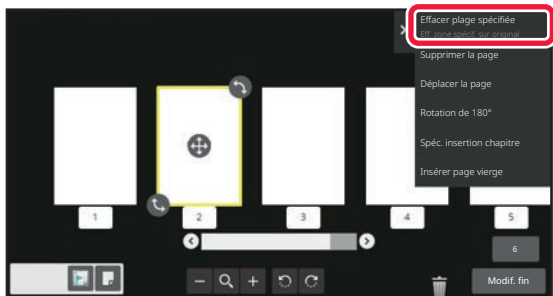 Effacer plage spécifiée
Eff. zone spécif. sur original
Supprimer la page
Déplacer la page
Rotation de 180°
Spéc. insertion chapitre
Insérer page vierge
1
2
3
4
5
6
Modif. fin